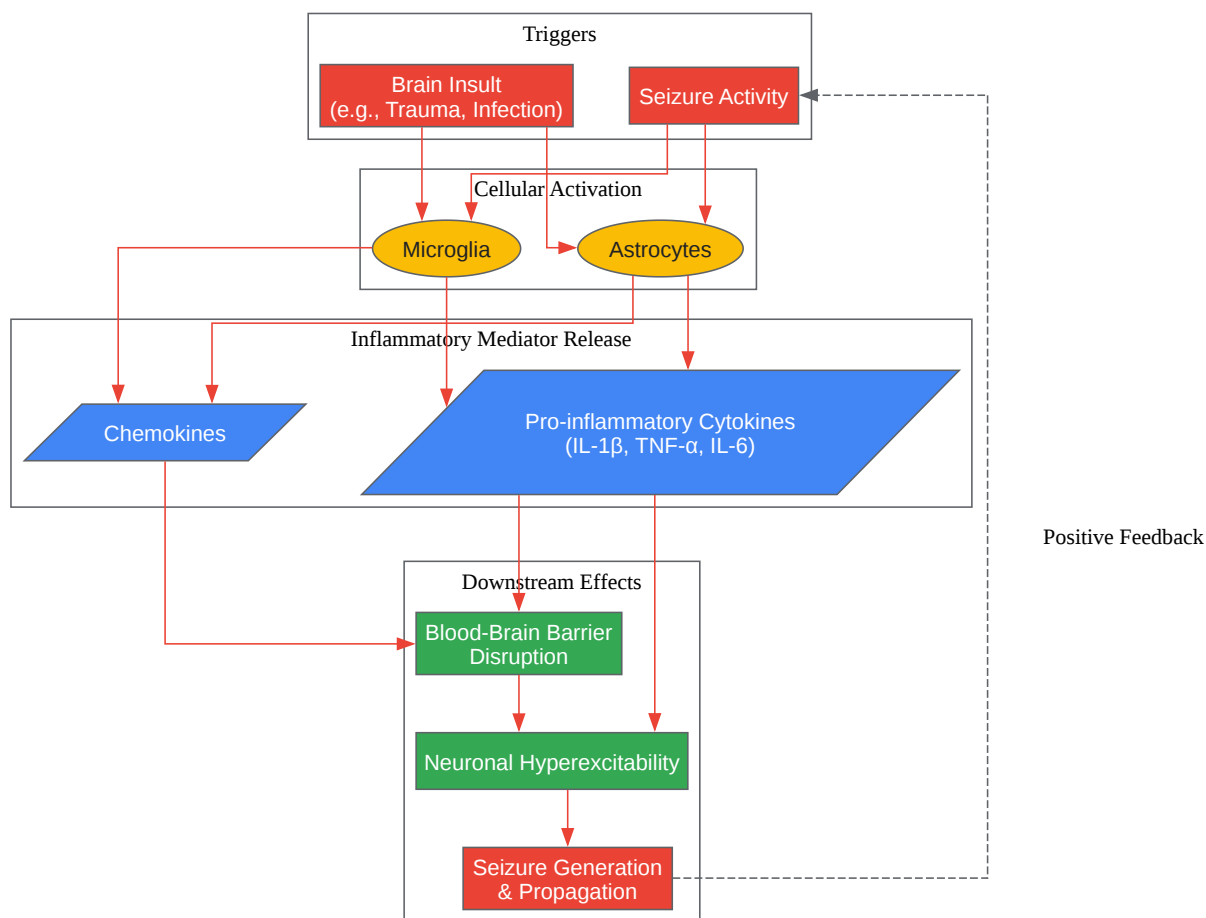 Triggers
Brain Insult
(e.g., Trauma, Infection)
Seizure Activity
Cellular Activation
Microglia
Astrocytes
Inflammatory Mediator Release
Chemokines
Pro-inflammatory Cytokines
(IL-1β, TNF-α, IL-6)
Positive Feedback
Downstream Effects
Blood-Brain Barrier
Disruption
Neuronal Hyperexcitability
Seizure Generation
& Propagation